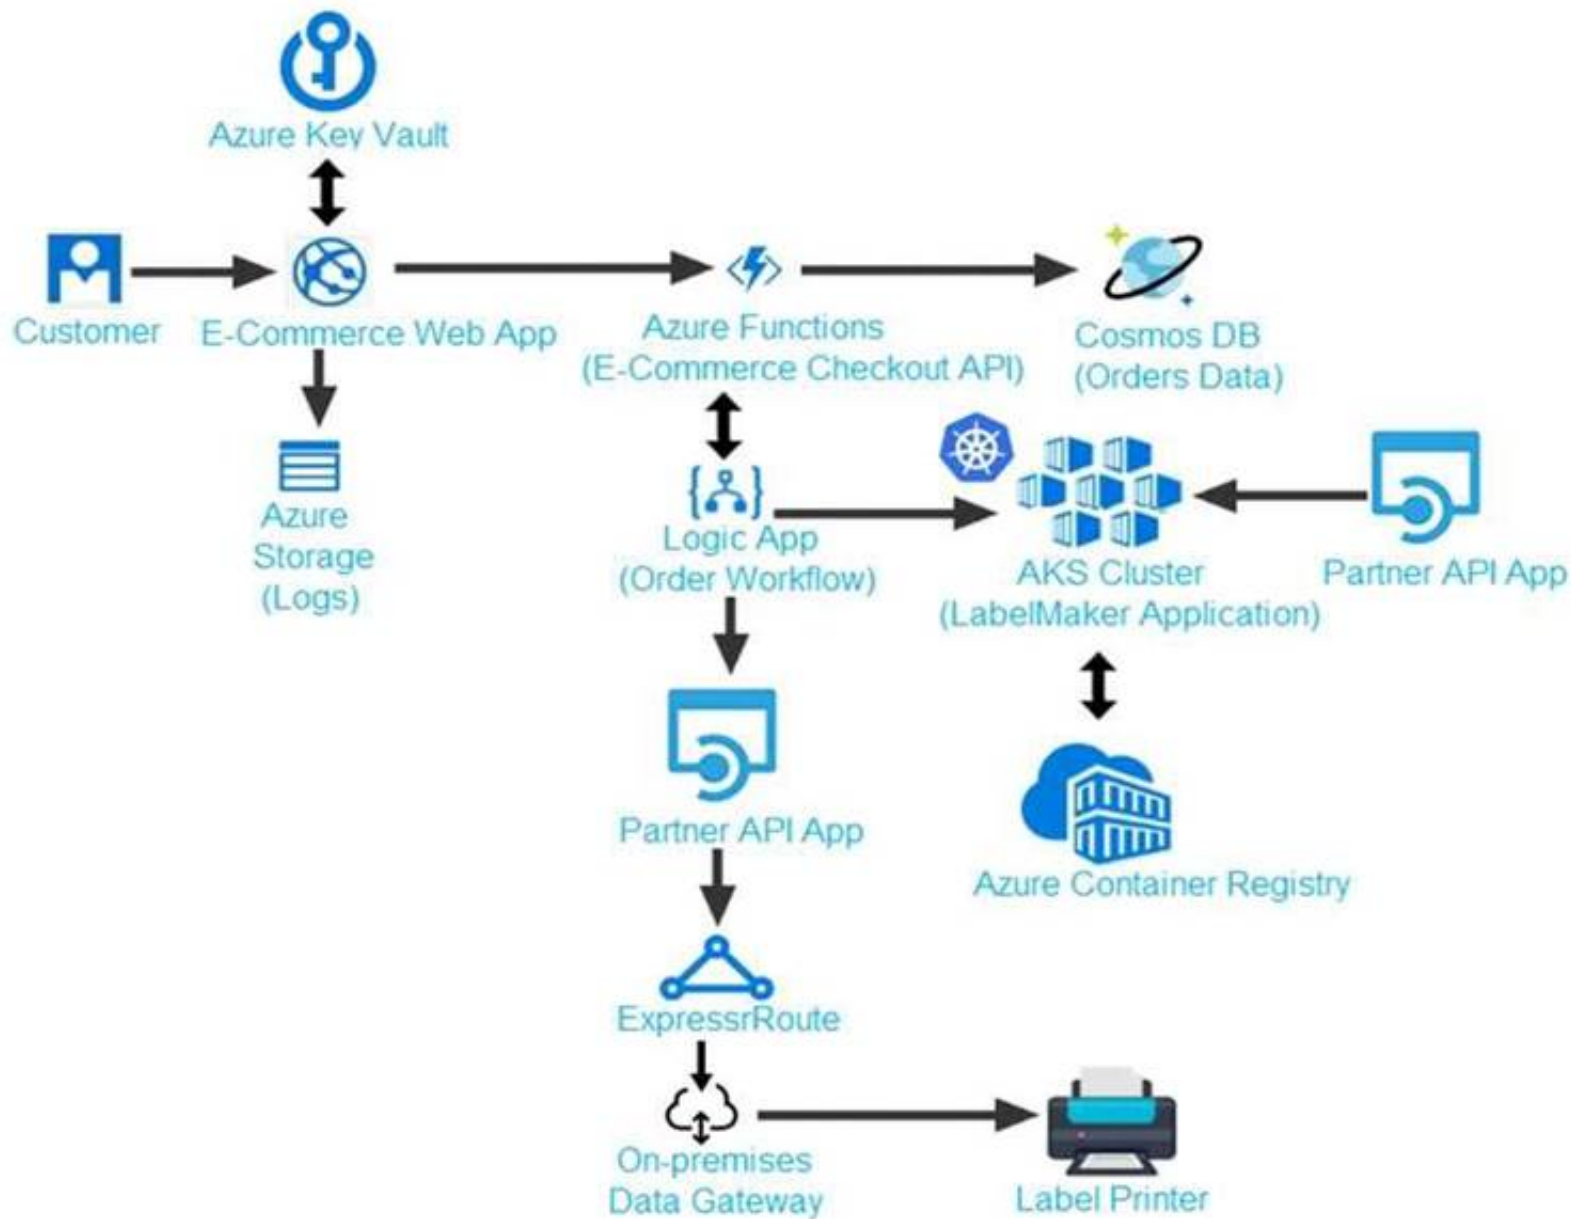 Azure Key Vault
Customer
E-Commerce Web App
Azure Functions
(E-Commerce Checkout API)
Cosmos DB
(Orders Data)
Azure
Storage
(Logs)
Logic App
(Order Workflow)
AKS Cluster
(LabelMaker Application)
Partner API App
Partner API App
Azure Container Registry
ExpressrRoute
On-premises
Data Gateway
Label Printer